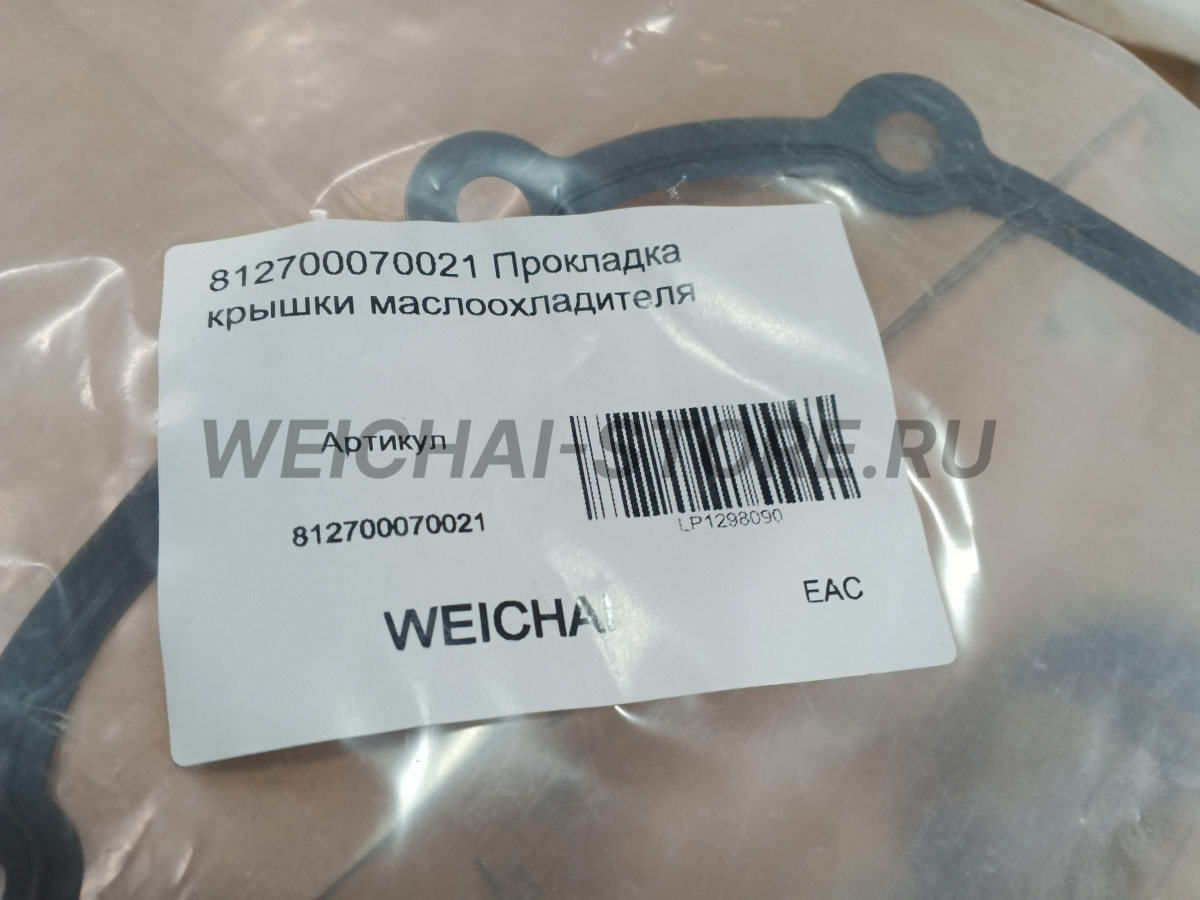 812700070021 Прокладка
крышки маслоохладителя
WEICHAI-STORE.RU
Артикул
LP1298090
812700070021
EAC
WEICHAI